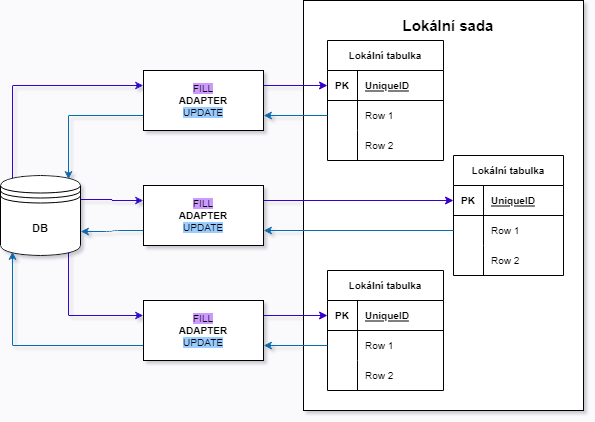 Lokální sada
Lokální tabulka
PK UniqueID
Row 1
Row 2
FILL
ADAPTER
UPDATE
DB
FILL
ADAPTER
UPDATE
Lokální tabulka
PK UniqueID
Row 1
Row 2
FILL
ADAPTER
UPDATE
Lokální tabulka
PK UniqueID
Row 1
Row 2